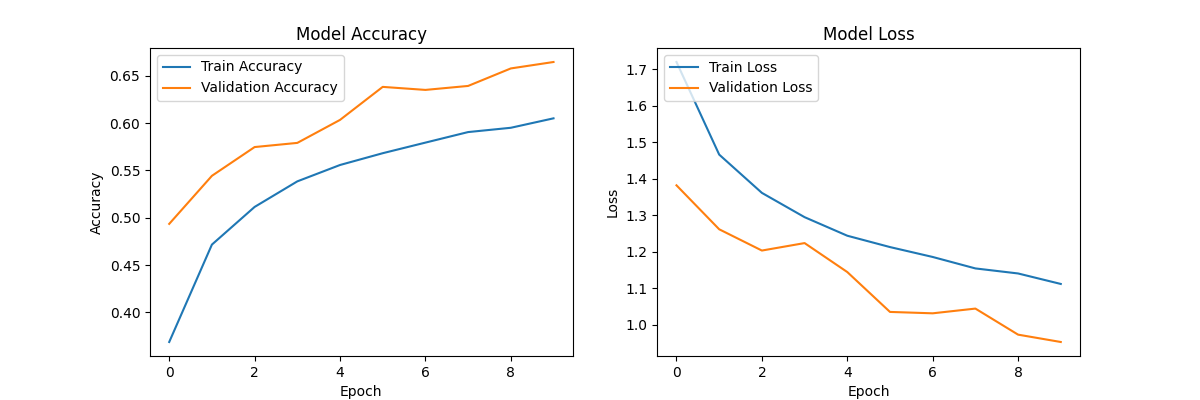 Model Accuracy
Train Accuracy
Validation Accuracy
0.65
0.60
0.55
0.50
0.45
0.40
Accuracy
0 2 4 6 8
Epoch
Model Loss
Train Loss
Validation Loss
1.7
1.6
1.5
1.4
1.3
1.2
1.1
1.0
Loss
0 2 4 6 8
Epoch